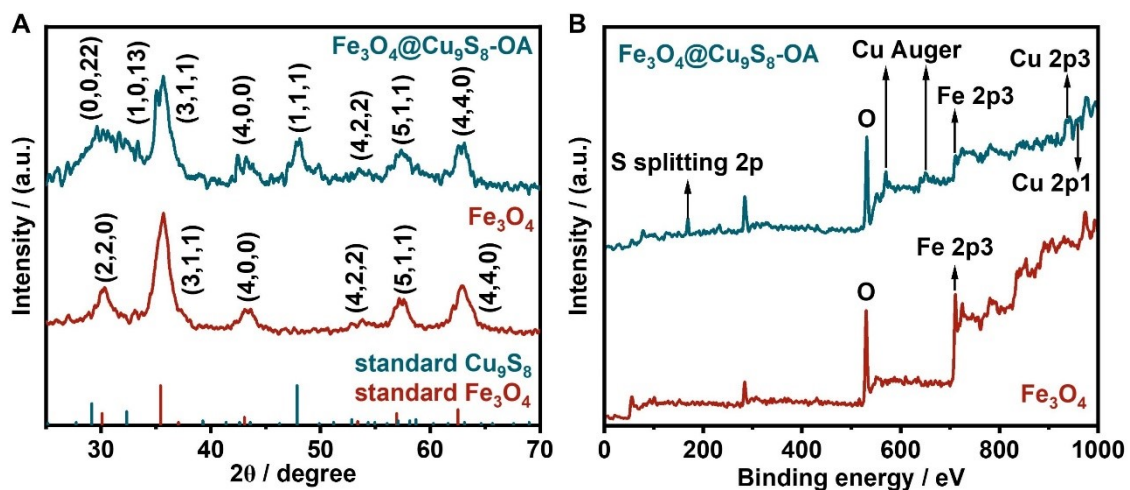 A
Fe₃O₄@Cu₉S₈-OA
(0,0,22)
(1,0,13)
(3,1,1)
(4,0,0)
(1,1,1)
(4,2,2)
(5,1,1)
(4,4,0)
Fe₃O₄
(2,2,0)
(3,1,1)
(4,0,0)
(4,2,2)
(5,1,1)
(4,4,0)
standard Cu₉S₈
standard Fe₃O₄
Intensity / (a.u.)
30 40 50 60 70
2θ / degree
B
Fe₃O₄@Cu₉S₈-OA
Cu Auger
Cu 2p3
Fe 2p3
O
S splitting 2p
Cu 2p1
Fe 2p3
O
Fe₃O₄
Intensity / (a.u.)
0 200 400 600 800 1000
Binding energy / eV